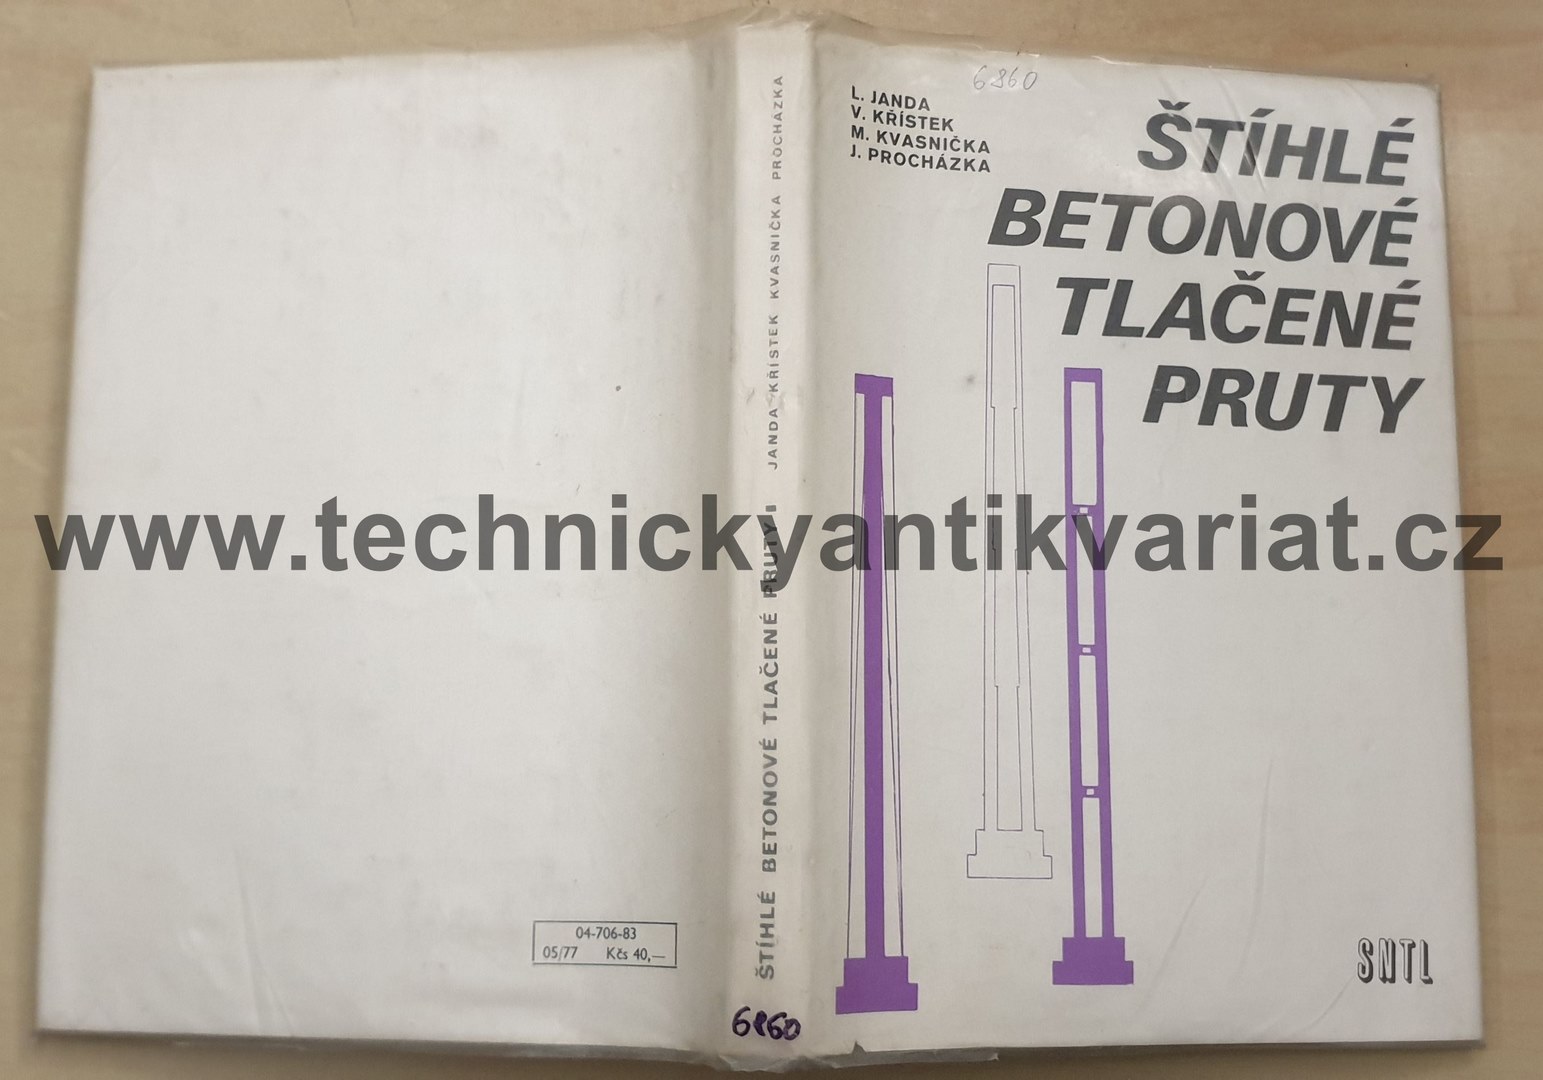 6860
L. JANDA
V. KŘÍSTEK
M. KVASNIČKA
J. PROCHÁZKA
ŠTÍHLÉ
BETONOVÉ
TLAČENÉ
PRUTY
SNTL
ŠTÍHLÉ BETONOVÉ TLAČENÉ PRUTY JANDA KŘÍSTEK KVASNIČKA PROCHÁZKA
6860
04-706-83
05/77 Kčs 40,—
www.technickyantikvariat.cz